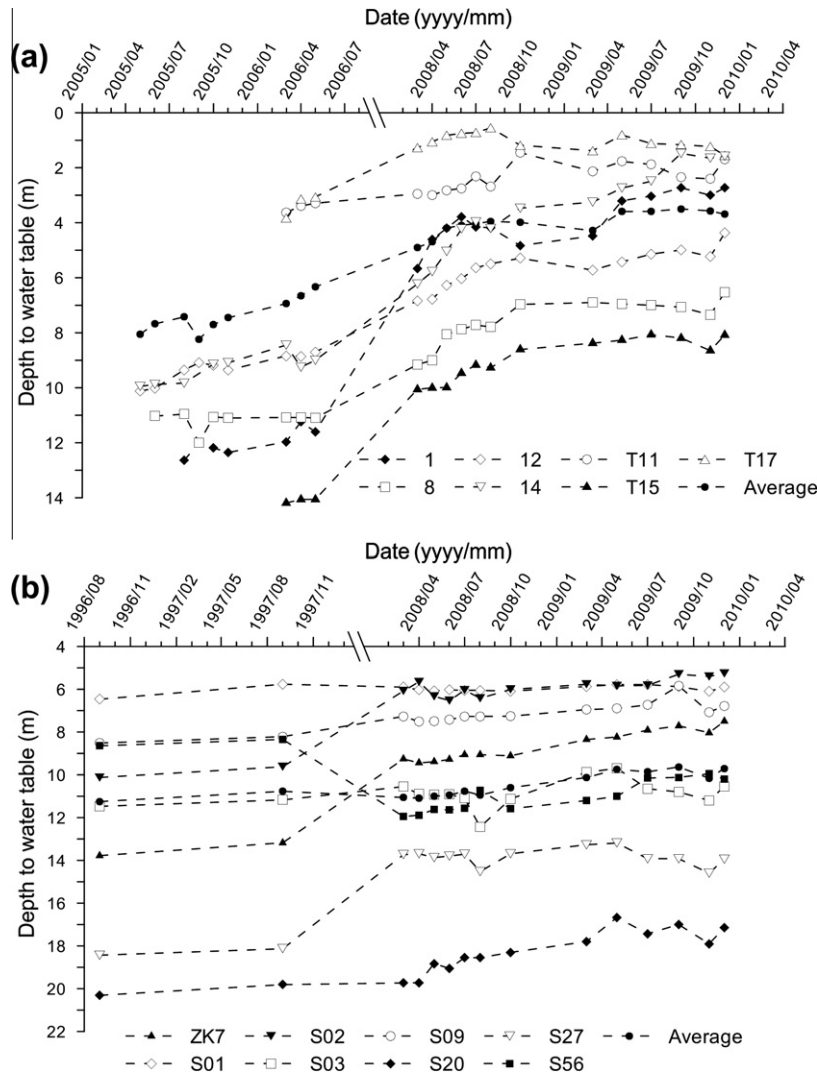 Date (yyyy/mm)
(a)
2005/01 2005/04 2005/07 2005/10 2006/01 2006/04 2006/07 2008/04 2008/07 2008/10 2009/01 2009/04 2009/07 2009/10 2010/01 2010/04
Depth to water table (m)
0
2
4
6
8
10
12
14
1 12 T11 T17
8 14 T15 Average
Date (yyyy/mm)
(b)
1996/08 1996/11 1997/02 1997/05 1997/08 1997/11 2008/04 2008/07 2008/10 2009/01 2009/04 2009/07 2009/10 2010/01 2010/04
Depth to water table (m)
4
6
8
10
12
14
16
18
20
22
ZK7 S02 S09 S27 Average
S01 S03 S20 S56